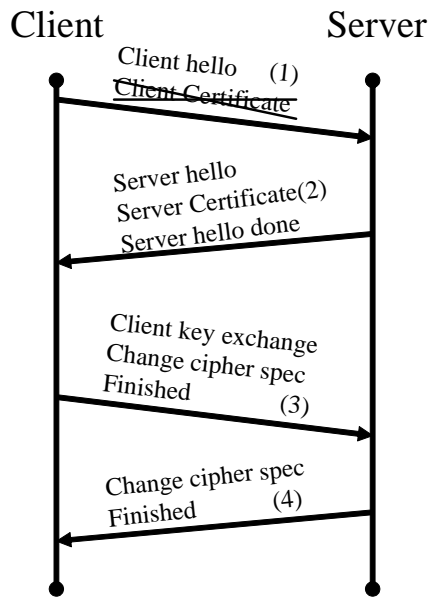 Client Server
Client hello (1)
Client Certificate
Server hello
Server Certificate(2)
Server hello done
Client key exchange
Change cipher spec
Finished (3)
Change cipher spec
Finished (4)